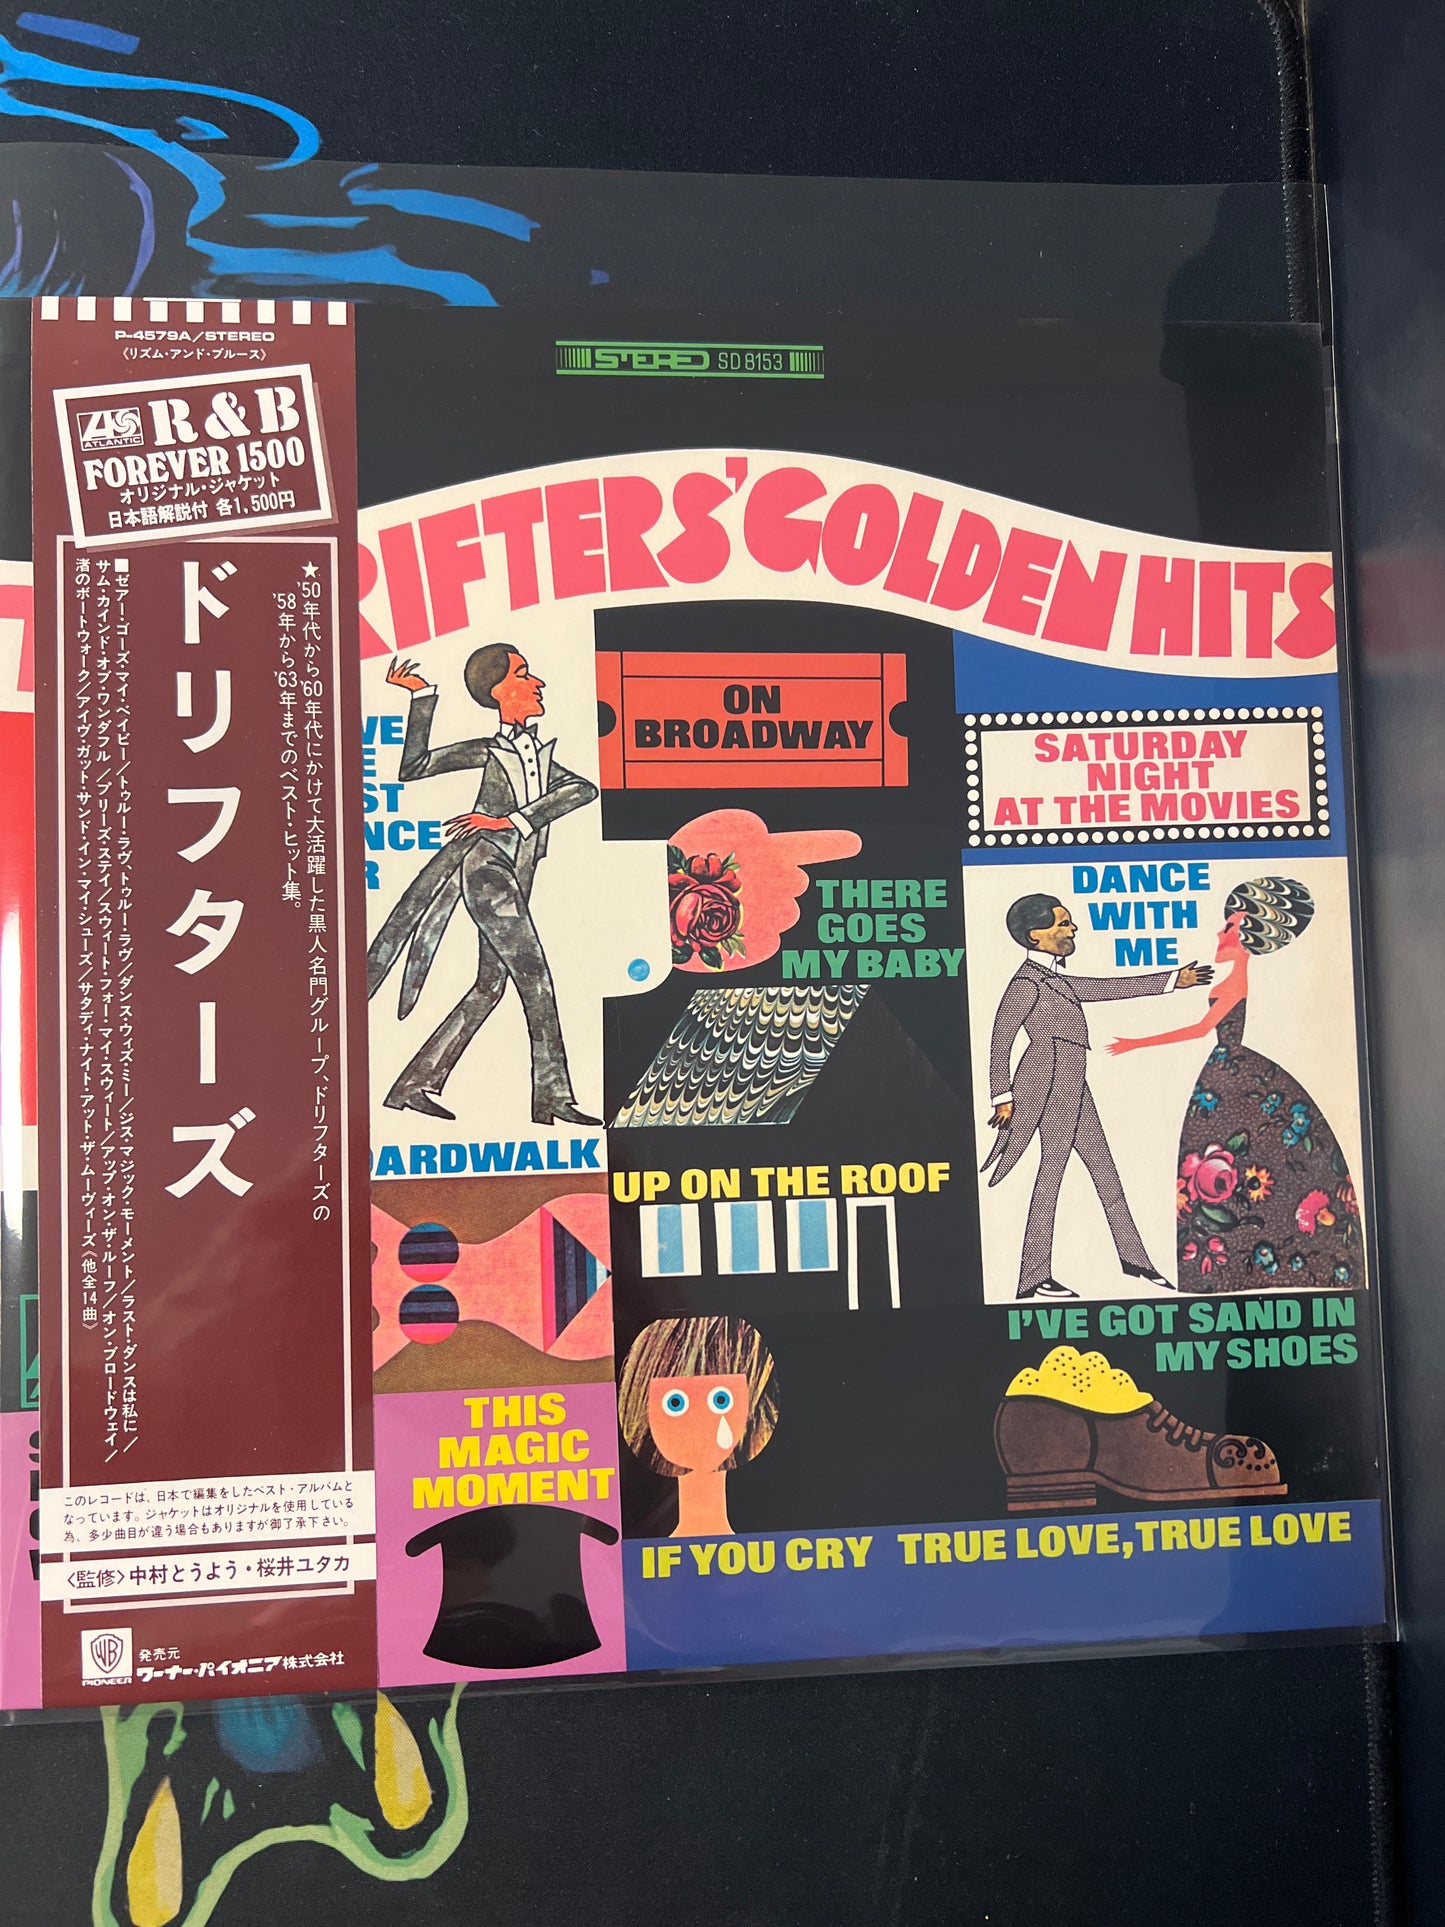 P-4579A/STEREO
《リズム・アンド・ブルース》
ATLANTIC
R&B
FOREVER 1500
オリジナル・ジャケット
日本語解説付 各1,500円
ドリフターズ
★'50年代から'60年代にかけて大活躍した黒人名門グループ、ドリフターズの
'58年から'63年までのベスト・ヒット集。
■ゼアー・ゴーズ・マイ・ベイビー/トゥルー・ラヴ、トゥルー・ラヴ/ダンス・ウィズ・ミー/ジス・マジック・モーメント/ラスト・ダンスは私に/
サム・カインド・オブ・ワンダフル/プリーズ・ステイ/スウィート・フォー・マイ・スウィート/アップ・オン・ザ・ルーフ/オン・ブロードウェイ/
渚のボートウォーク/アイヴ・ガット・サンド・イン・マイ・シューズ/サタディ・ナイト・アット・ザ・ムーヴィーズ《他全14曲》
このレコードは、日本で編集をしたベスト・アルバムと
なっています。ジャケットはオリジナルを使用している
為、多少曲目が違う場合もありますが御了承下さい。
〈監修〉中村とうよう・桜井ユタカ
WB
PIONEER
発売元
ワーナー・パイオニア株式会社
STEREO SD 8153
RIFTERS' GOLDEN HITS
VE
E
ST
NCE
R
ON
BROADWAY
SATURDAY
NIGHT
AT THE MOVIES
THERE
GOES
MY BABY
DANCE
WITH
ME
OARDWALK
UP ON THE ROOF
I'VE GOT SAND IN
MY SHOES
THIS
MAGIC
MOMENT
IF YOU CRY TRUE LOVE, TRUE LOVE